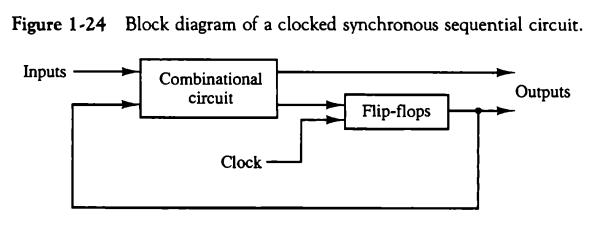 Figure 1-24 Block diagram of a clocked synchronous sequential circuit.
Inputs
Combinational
circuit
Flip-flops
Outputs
Clock